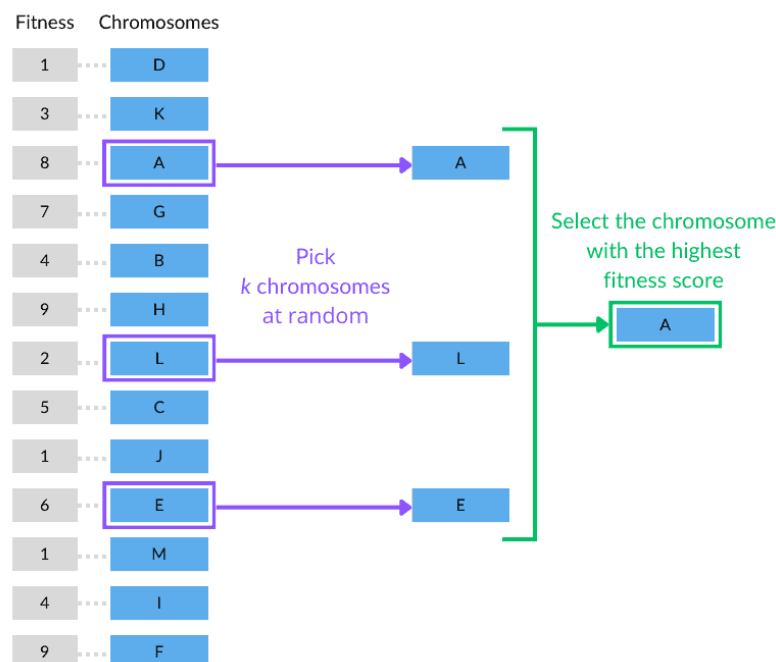 Fitness Chromosomes
1 D
3 K
8 A A
7 G
4 B
9 H
2 L L
5 C
1 J
6 E E
1 M
4 I
9 F
Pick
k chromosomes
at random
Select the chromosome
with the highest
fitness score
A